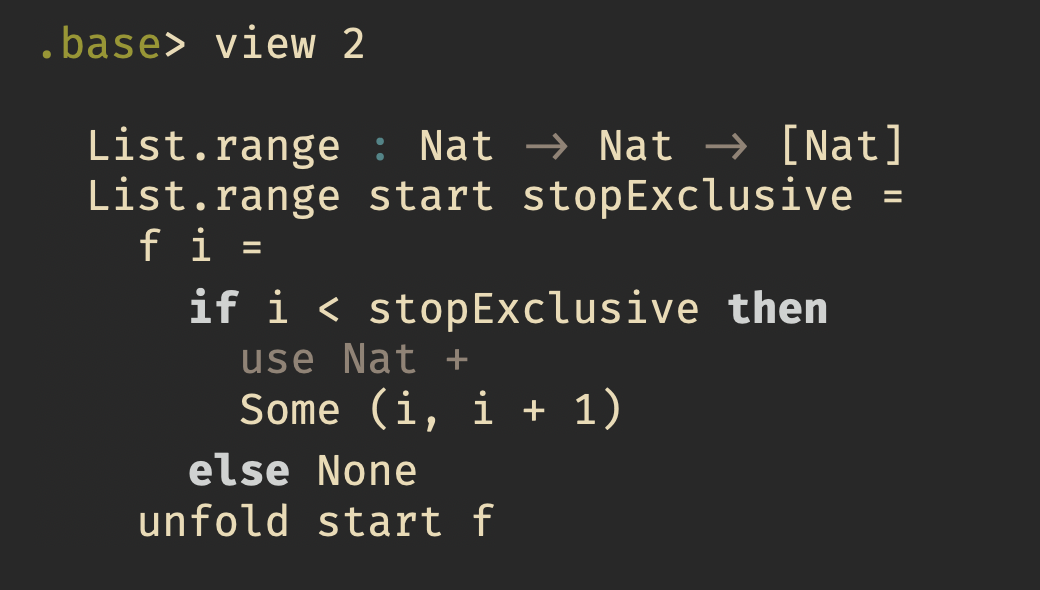 .base> view 2
List.range : Nat → Nat → [Nat]
List.range start stopExclusive =
f i =
if i < stopExclusive then
use Nat +
Some (i, i + 1)
else None
unfold start f